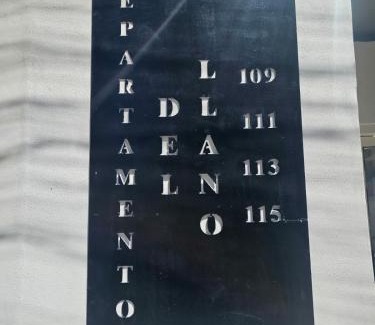 EPARTAMENTO
DEL
LLANO
109
111
113
115